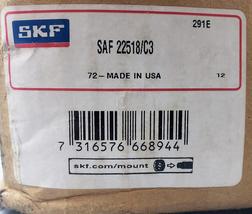 291E
SKF
SAF 22518/C3
72-MADE IN USA
12
7 316576 668944
skf.com/mount